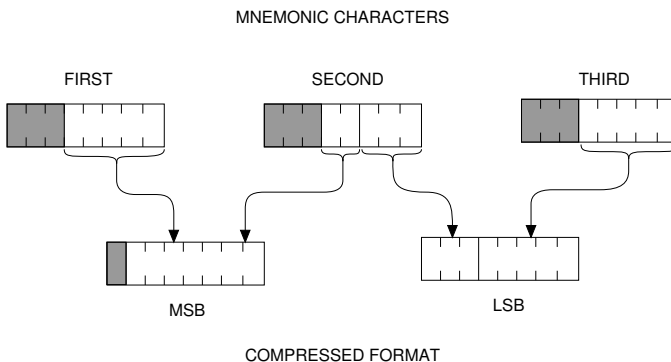 MNEMONIC CHARACTERS
FIRST
SECOND
THIRD
MSB
LSB
COMPRESSED FORMAT